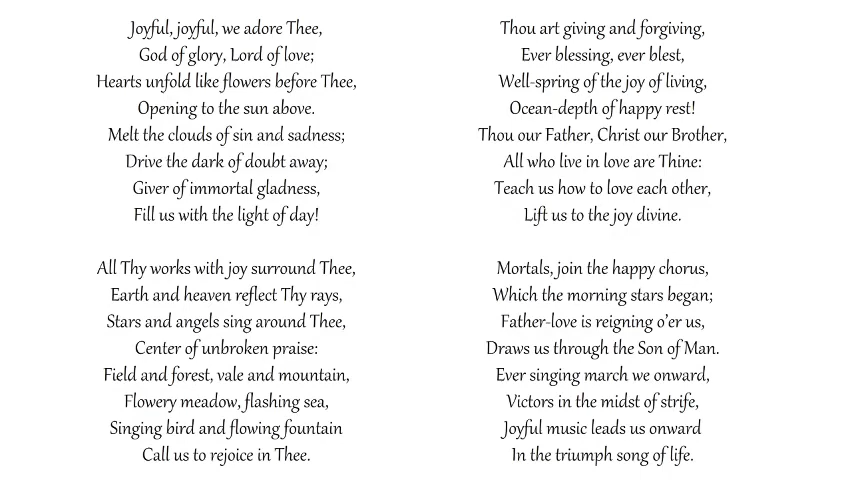 Joyful, joyful, we adore Thee,
God of glory, Lord of love;
Hearts unfold like flowers before Thee,
Opening to the sun above.
Melt the clouds of sin and sadness;
Drive the dark of doubt away;
Giver of immortal gladness,
Fill us with the light of day!

All Thy works with joy surround Thee,
Earth and heaven reflect Thy rays,
Stars and angels sing around Thee,
Center of unbroken praise:
Field and forest, vale and mountain,
Flowery meadow, flashing sea,
Singing bird and flowing fountain
Call us to rejoice in Thee.

Thou art giving and forgiving,
Ever blessing, ever blest,
Well-spring of the joy of living,
Ocean-depth of happy rest!
Thou our Father, Christ our Brother,
All who live in love are Thine:
Teach us how to love each other,
Lift us to the joy divine.

Mortals, join the happy chorus,
Which the morning stars began;
Father-love is reigning o'er us,
Draws us through the Son of Man.
Ever singing march we onward,
Victors in the midst of strife,
Joyful music leads us onward
In the triumph song of life.